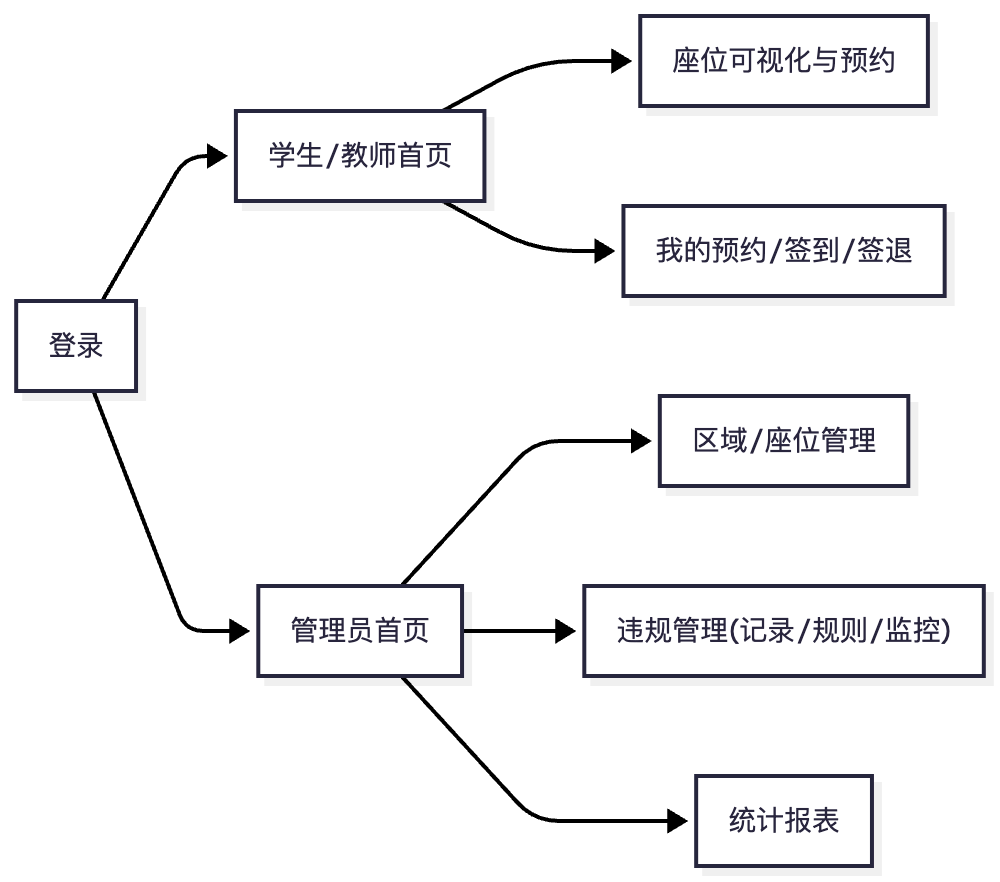 座位可视化与预约
学生/教师首页
我的预约/签到/签退
登录
区域/座位管理
管理员首页
违规管理(记录/规则/监控)
统计报表